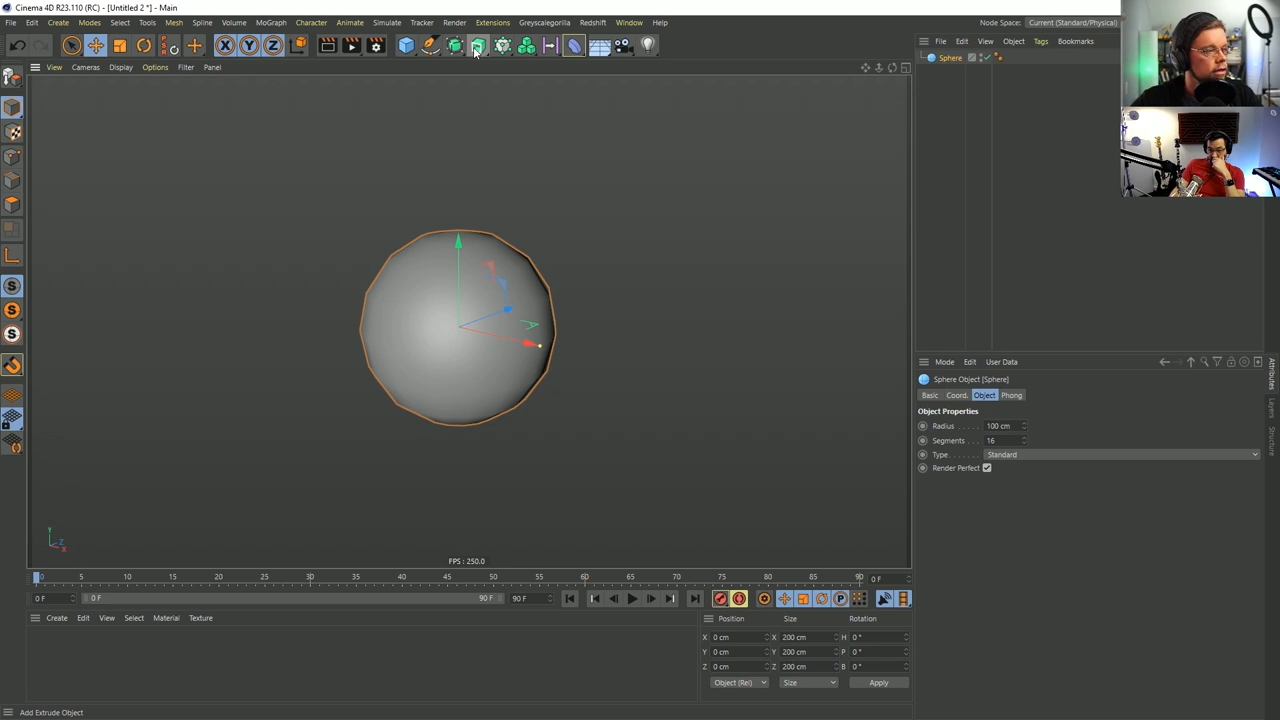 Cinema 4D R23.110 (RC) - [Untitled 2 *] - Main
File Edit Create Modes Select Tools Mesh Spline Volume MoGraph Character Animate Simulate Tracker Render Extensions Greyscalegorilla Redshift Window Help Node Space: Current (Standard/Physical)
X Y Z
File Edit View Object Tags Bookmarks
Sphere
View Cameras Display Options Filter Panel
S
S
S
Y
Z
X
FPS : 250.0
Mode Edit User Data
Sphere Object [Sphere]
Basic Coord. Object Phong
Object Properties
Radius . . . . . 100 cm
Segments . . . 16
Type . . . . . . . Standard
Render Perfect
Attributes
Layers
Structure
0 5 10 15 20 25 30 35 40 45 50 55 60 65 70 75 80 85 90 0 F
0 F 0 F 90 F 90 F
P
Create Edit View Select Material Texture
Position Size Rotation
X 0 cm X 200 cm H 0 °
Y 0 cm Y 200 cm P 0 °
Z 0 cm Z 200 cm B 0 °
Object (Rel) Size Apply
Add Extrude Object